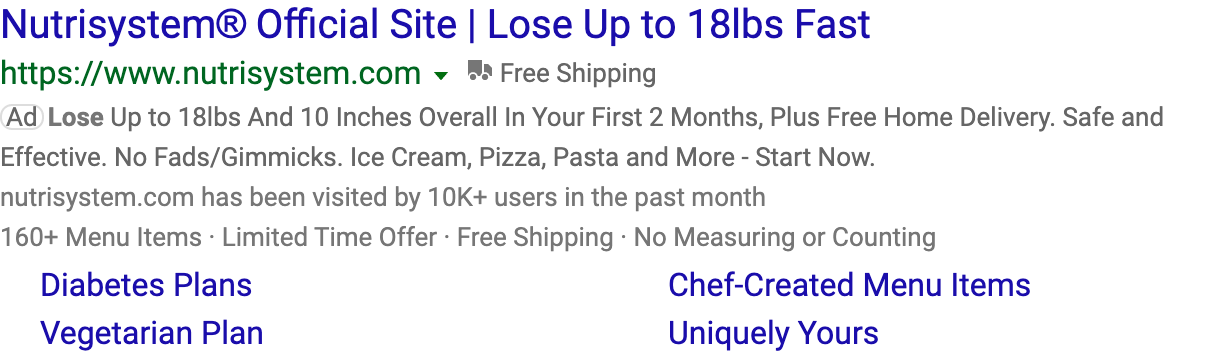 Nutrisystem® Official Site | Lose Up to 18lbs Fast
https://www.nutrisystem.com Free Shipping
Ad Lose Up to 18lbs And 10 Inches Overall In Your First 2 Months, Plus Free Home Delivery. Safe and
Effective. No Fads/Gimmicks. Ice Cream, Pizza, Pasta and More - Start Now.
nutrisystem.com has been visited by 10K+ users in the past month
160+ Menu Items · Limited Time Offer · Free Shipping · No Measuring or Counting
Diabetes Plans Chef-Created Menu Items
Vegetarian Plan Uniquely Yours